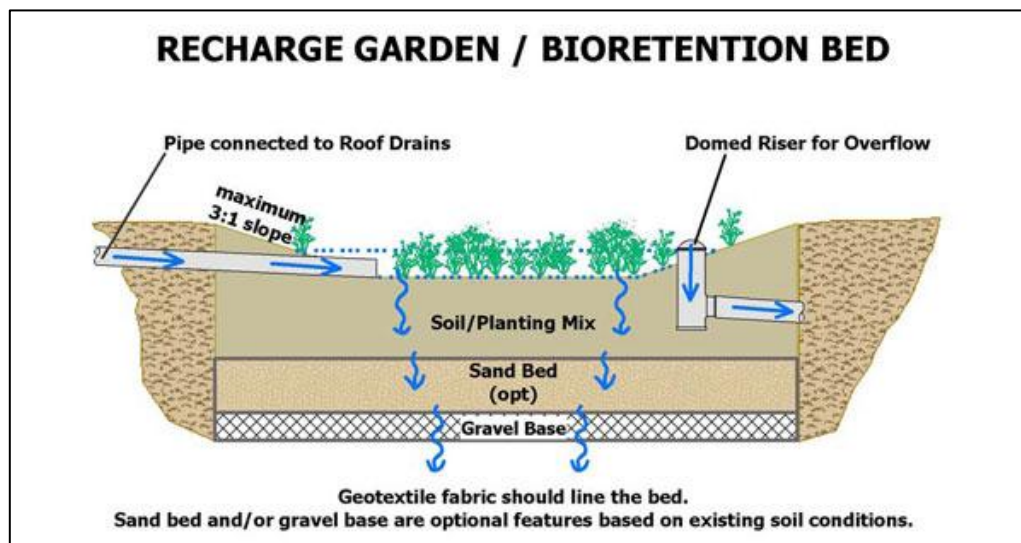 RECHARGE GARDEN / BIORETENTION BED
Pipe connected to Roof Drains
Domed Riser for Overflow
maximum
3:1 slope
Soil/Planting Mix
Sand Bed
(opt)
Gravel Base
Geotextile fabric should line the bed.
Sand bed and/or gravel base are optional features based on existing soil conditions.